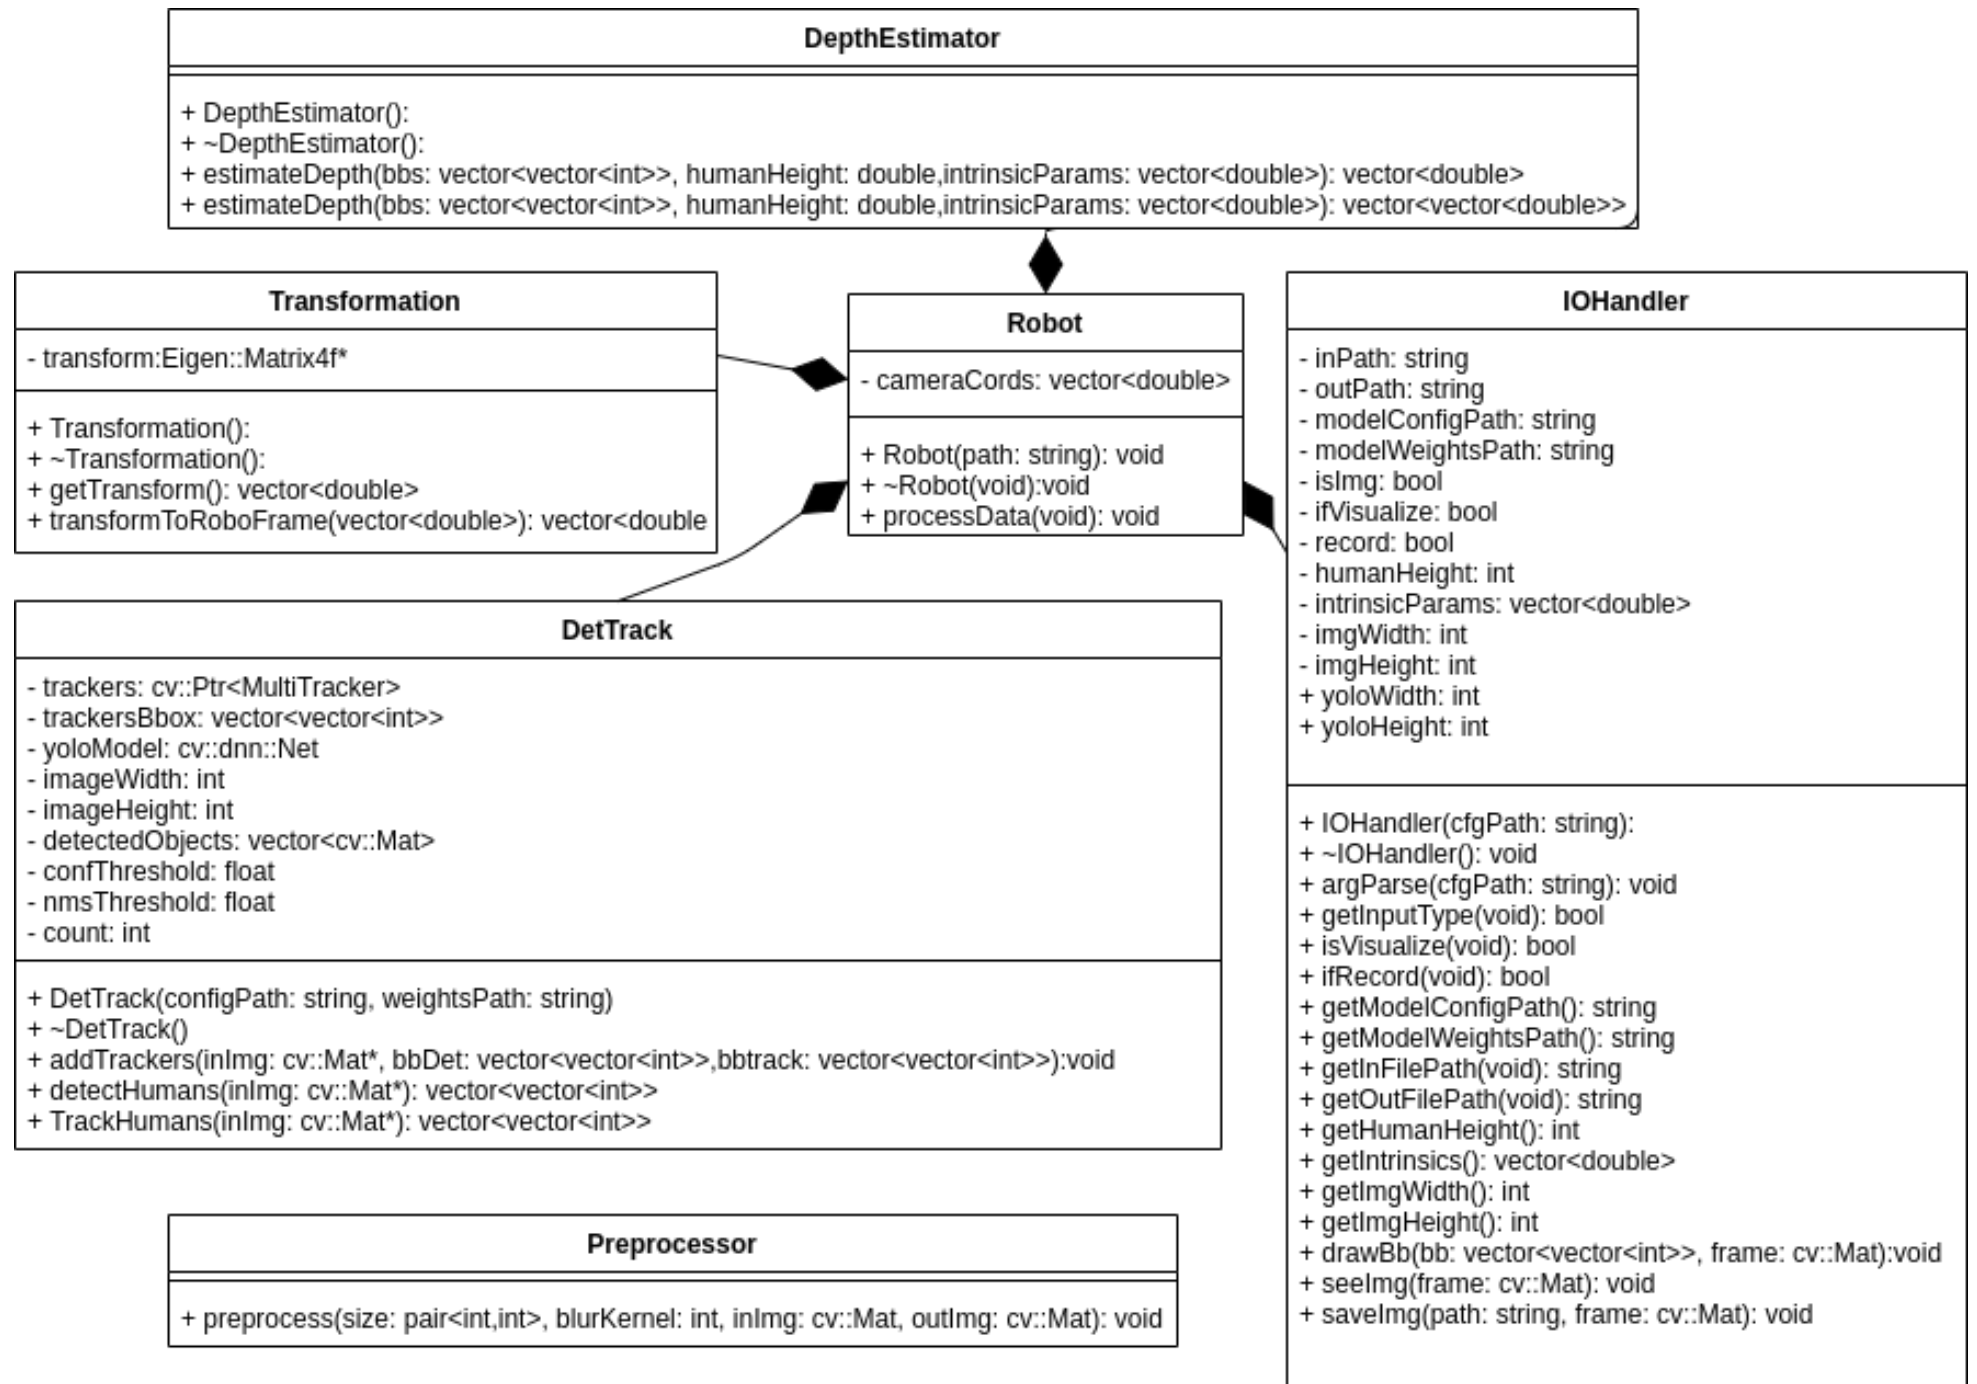 DepthEstimator
+ DepthEstimator():
+ ~DepthEstimator():
+ estimateDepth(bbs: vector<vector<int>>, humanHeight: double,intrinsicParams: vector<double>): vector<double>
+ estimateDepth(bbs: vector<vector<int>>, humanHeight: double,intrinsicParams: vector<double>): vector<vector<double>>
Transformation
- transform:Eigen::Matrix4f*
+ Transformation():
+ ~Transformation():
+ getTransform(): vector<double>
+ transformToRoboFrame(vector<double>): vector<double
Robot
- cameraCords: vector<double>
+ Robot(path: string): void
+ ~Robot(void):void
+ processData(void): void
IOHandler
- inPath: string
- outPath: string
- modelConfigPath: string
- modelWeightsPath: string
- isImg: bool
- ifVisualize: bool
- record: bool
- humanHeight: int
- intrinsicParams: vector<double>
- imgWidth: int
- imgHeight: int
+ yoloWidth: int
+ yoloHeight: int
+ IOHandler(cfgPath: string):
+ ~IOHandler(): void
+ argParse(cfgPath: string): void
+ getInputType(void): bool
+ isVisualize(void): bool
+ ifRecord(void): bool
+ getModelConfigPath(): string
+ getModelWeightsPath(): string
+ getInFilePath(void): string
+ getOutFilePath(void): string
+ getHumanHeight(): int
+ getIntrinsics(): vector<double>
+ getImgWidth(): int
+ getImgHeight(): int
+ drawBb(bb: vector<vector<int>>, frame: cv::Mat):void
+ seeImg(frame: cv::Mat): void
+ saveImg(path: string, frame: cv::Mat): void
DetTrack
- trackers: cv::Ptr<MultiTracker>
- trackersBbox: vector<vector<int>>
- yoloModel: cv::dnn::Net
- imageWidth: int
- imageHeight: int
- detectedObjects: vector<cv::Mat>
- confThreshold: float
- nmsThreshold: float
- count: int
+ DetTrack(configPath: string, weightsPath: string)
+ ~DetTrack()
+ addTrackers(inImg: cv::Mat*, bbDet: vector<vector<int>>,bbtrack: vector<vector<int>>):void
+ detectHumans(inImg: cv::Mat*): vector<vector<int>>
+ TrackHumans(inImg: cv::Mat*): vector<vector<int>>
Preprocessor
+ preprocess(size: pair<int,int>, blurKernel: int, inImg: cv::Mat, outImg: cv::Mat): void